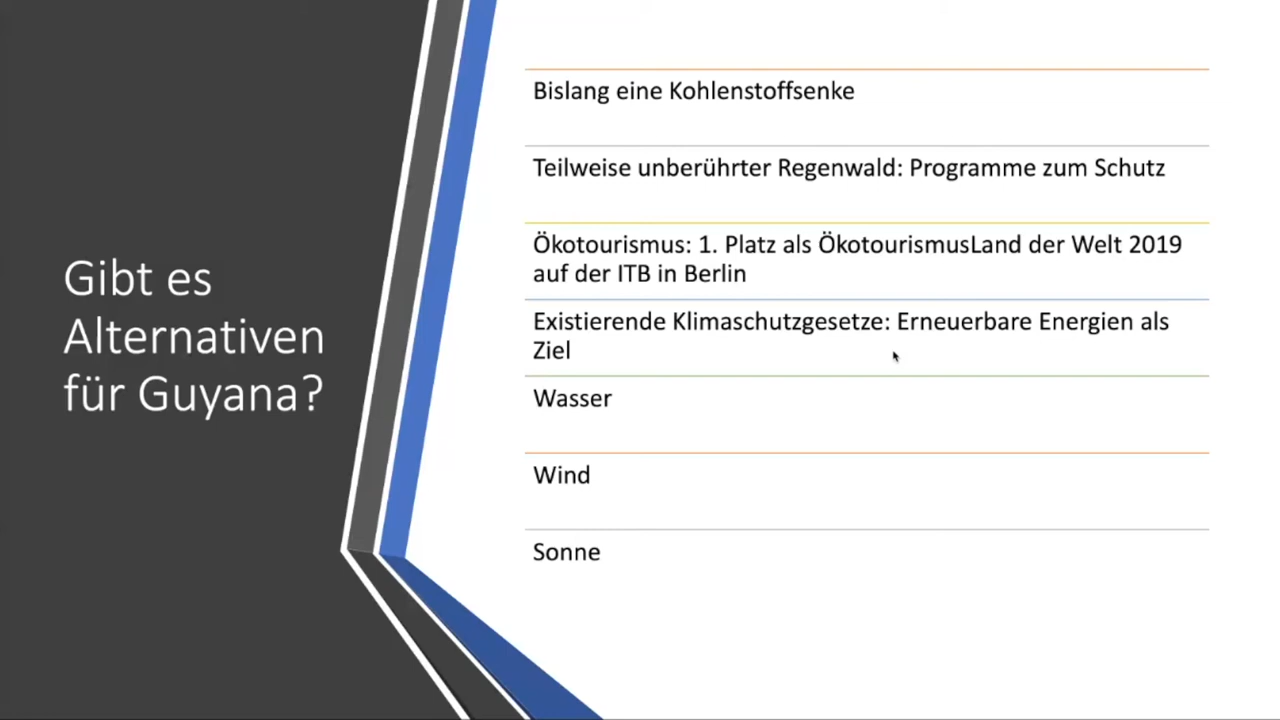 Gibt es
Alternativen
für Guyana?
Bislang eine Kohlenstoffsenke
Teilweise unberührter Regenwald: Programme zum Schutz
Ökotourismus: 1. Platz als ÖkotourismusLand der Welt 2019
auf der ITB in Berlin
Existierende Klimaschutzgesetze: Erneuerbare Energien als
Ziel
Wasser
Wind
Sonne